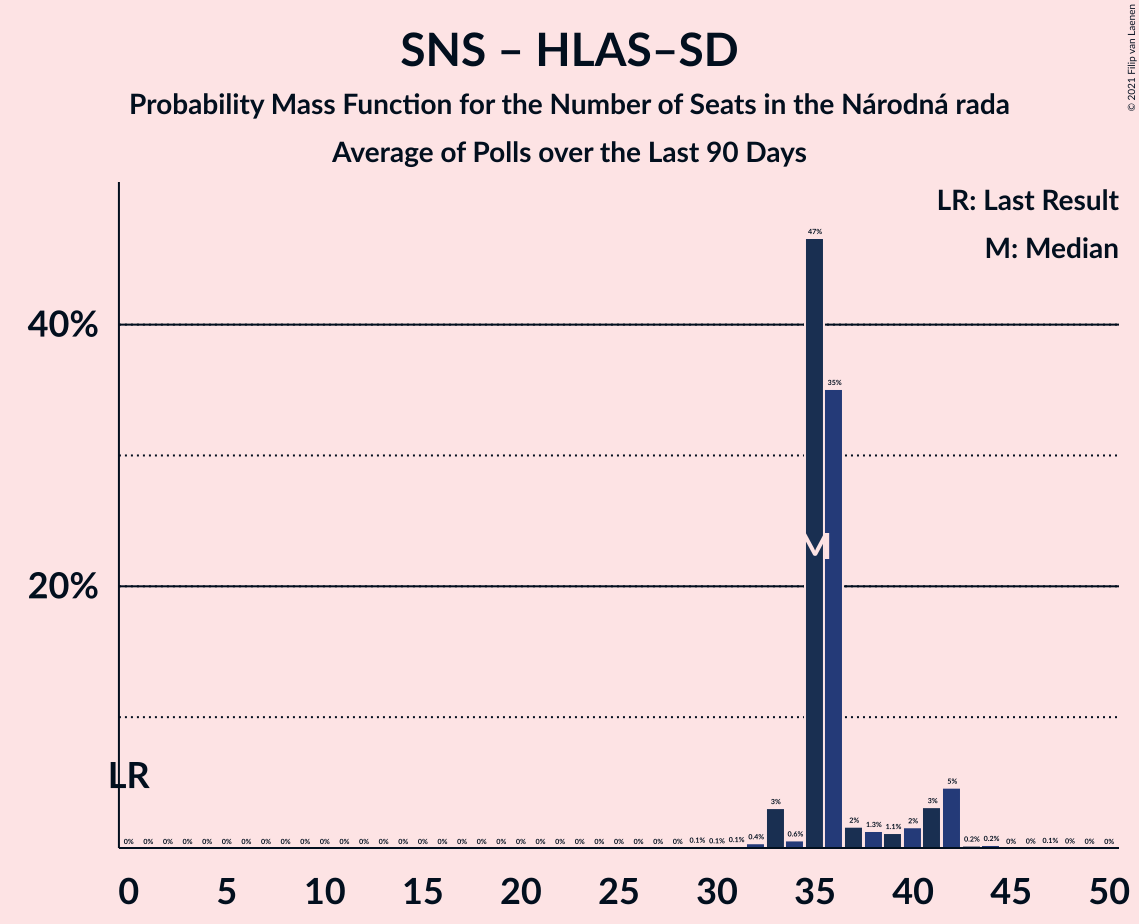 SNS – HLAS–SD
Probability Mass Function for the Number of Seats in the Národná rada
Average of Polls over the Last 90 Days
© 2021 Filip van Laenen
LR: Last Result
M: Median
40%
20%
LR
M
0% 0% 0% 0% 0% 0% 0% 0% 0% 0% 0% 0% 0% 0% 0% 0% 0% 0% 0% 0% 0% 0% 0% 0% 0% 0% 0% 0% 0% 0.1% 0.1% 0.1% 0.4% 3% 0.6% 47% 35% 2% 1.3% 1.1% 2% 3% 5% 0.2% 0.2% 0% 0% 0.1% 0% 0% 0%
0 5 10 15 20 25 30 35 40 45 50